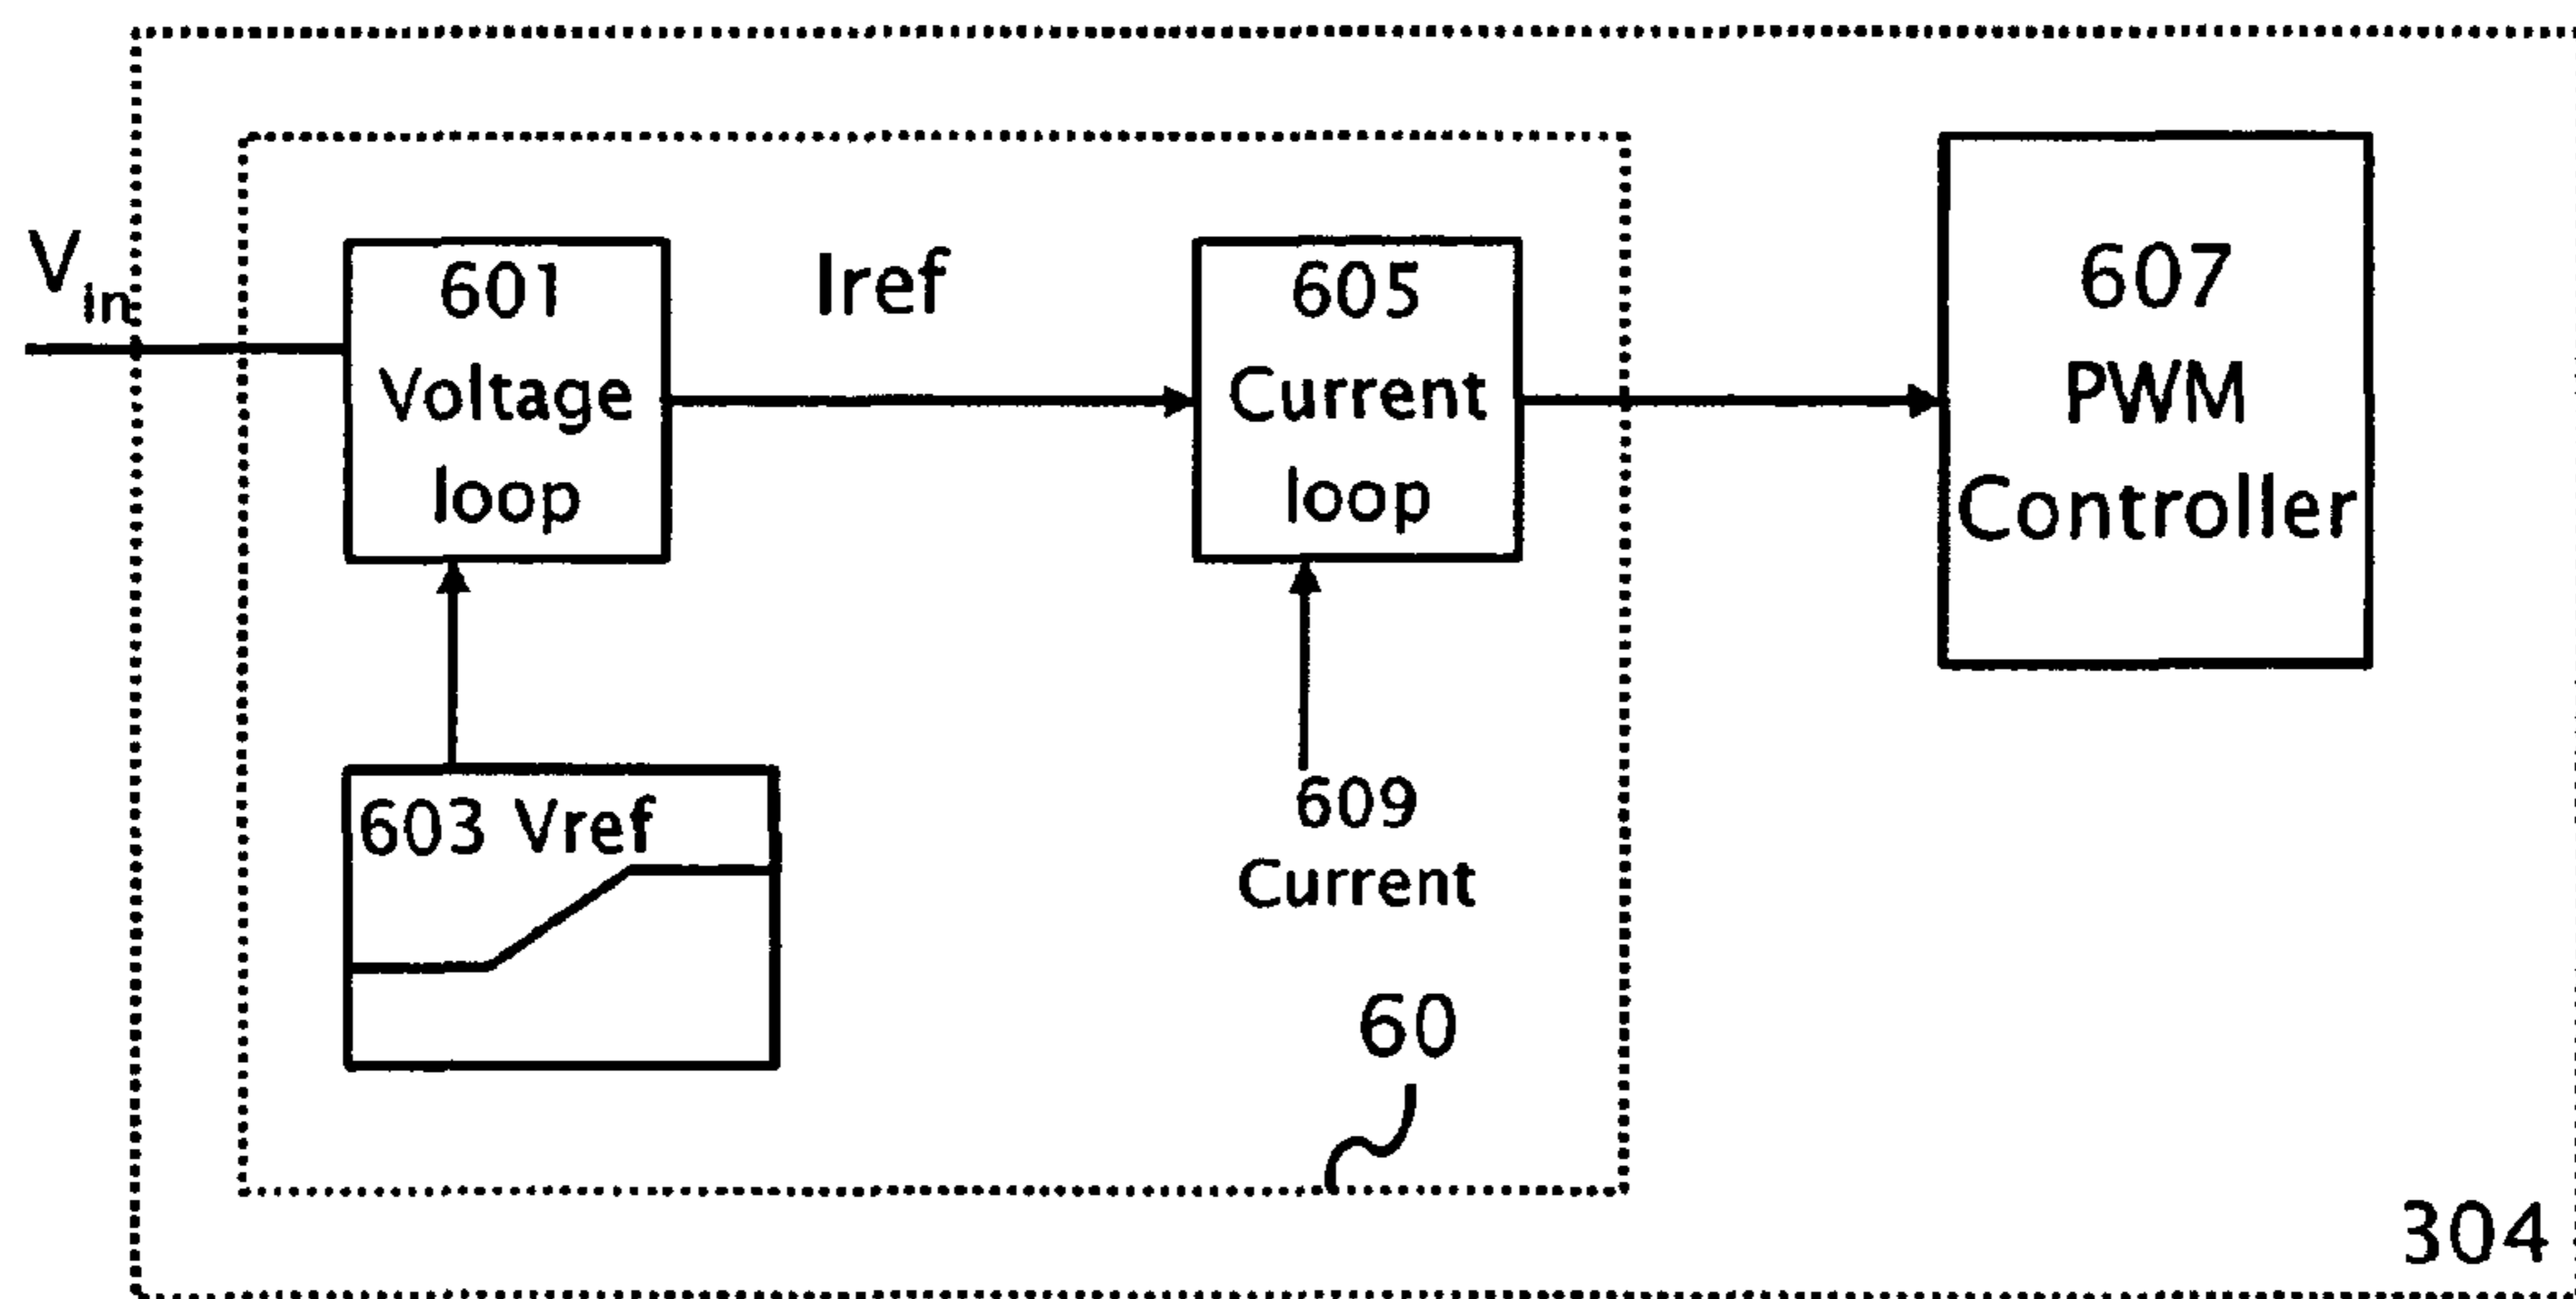 Vin
601
Voltage
loop
Iref
605
Current
loop
607
PWM
Controller
603 Vref
609
Current
60
304